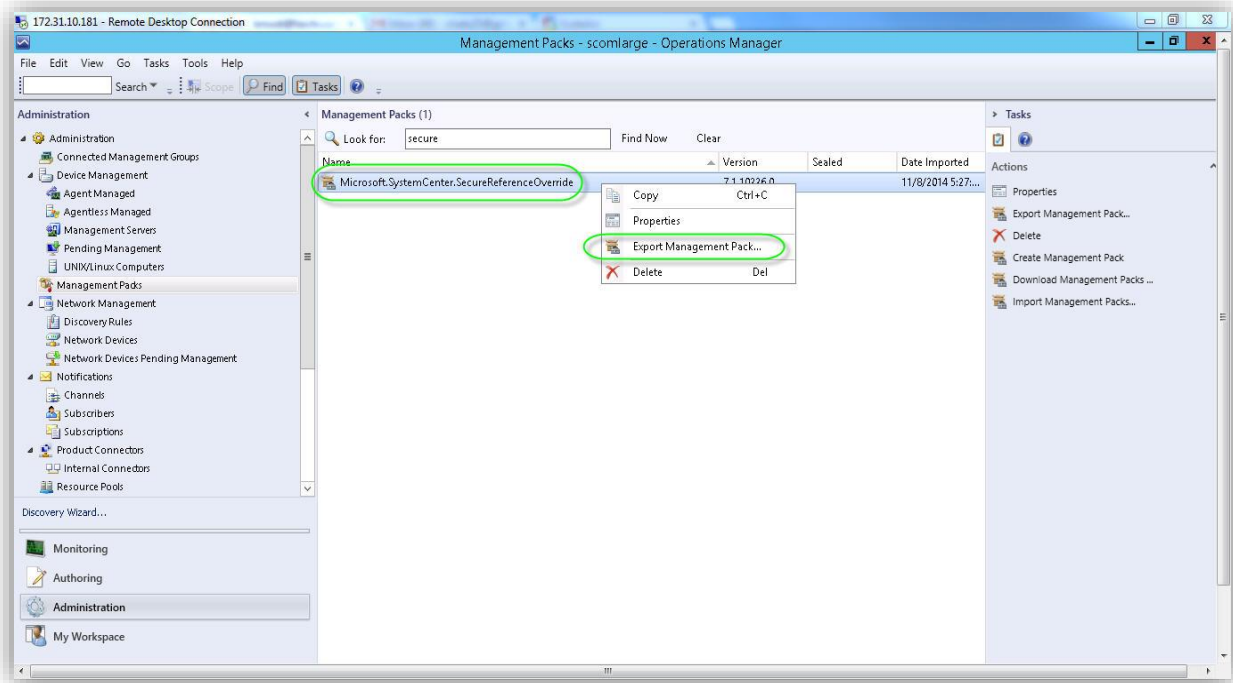 172.31.10.181 - Remote Desktop Connection
Management Packs - scomlarge - Operations Manager
File Edit View Go Tasks Tools Help
Search Scope Find Tasks
Administration
Administration
Connected Management Groups
Device Management
Agent Managed
Agentless Managed
Management Servers
Pending Management
UNIX/Linux Computers
Management Packs
Network Management
Discovery Rules
Network Devices
Network Devices Pending Management
Notifications
Channels
Subscribers
Subscriptions
Product Connectors
Internal Connectors
Resource Pools
Discovery Wizard...
Monitoring
Authoring
Administration
My Workspace
Management Packs (1)
Look for: secure Find Now Clear
Name Version Sealed Date Imported
Microsoft.SystemCenter.SecureReferenceOverride 7.1.10226.0 11/8/2014 5:27:...
Copy Ctrl+C
Properties
Export Management Pack...
Delete Del
Tasks
Actions
Properties
Export Management Pack...
Delete
Create Management Pack
Download Management Packs ...
Import Management Packs...